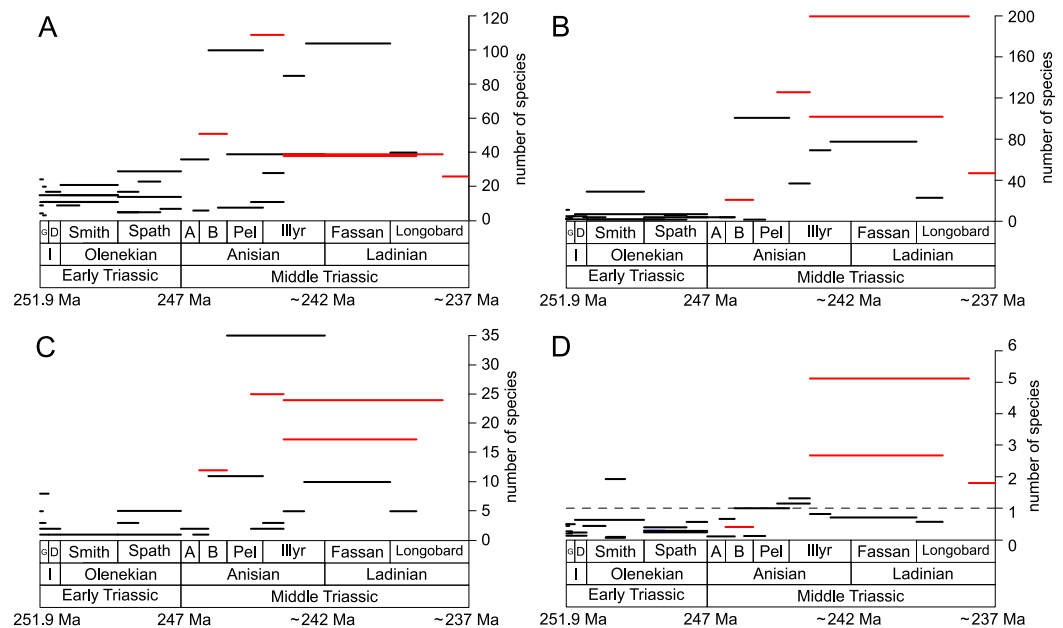 A
120
100
80
60
40
20
0
number of species
G D Smith Spath A B Pel Illyr Fassan Longobard
I Olenekian Anisian Ladinian
Early Triassic Middle Triassic
251.9 Ma 247 Ma ~242 Ma ~237 Ma
B
200
160
120
80
40
0
number of species
G D Smith Spath A B Pel Illyr Fassan Longobard
I Olenekian Anisian Ladinian
Early Triassic Middle Triassic
251.9 Ma 247 Ma ~242 Ma ~237 Ma
C
35
30
25
20
15
10
5
0
number of species
G D Smith Spath A B Pel Illyr Fassan Longobard
I Olenekian Anisian Ladinian
Early Triassic Middle Triassic
251.9 Ma 247 Ma ~242 Ma ~237 Ma
D
6
5
4
3
2
1
0
number of species
G D Smith Spath A B Pel Illyr Fassan Longobard
I Olenekian Anisian Ladinian
Early Triassic Middle Triassic
251.9 Ma 247 Ma ~242 Ma ~237 Ma